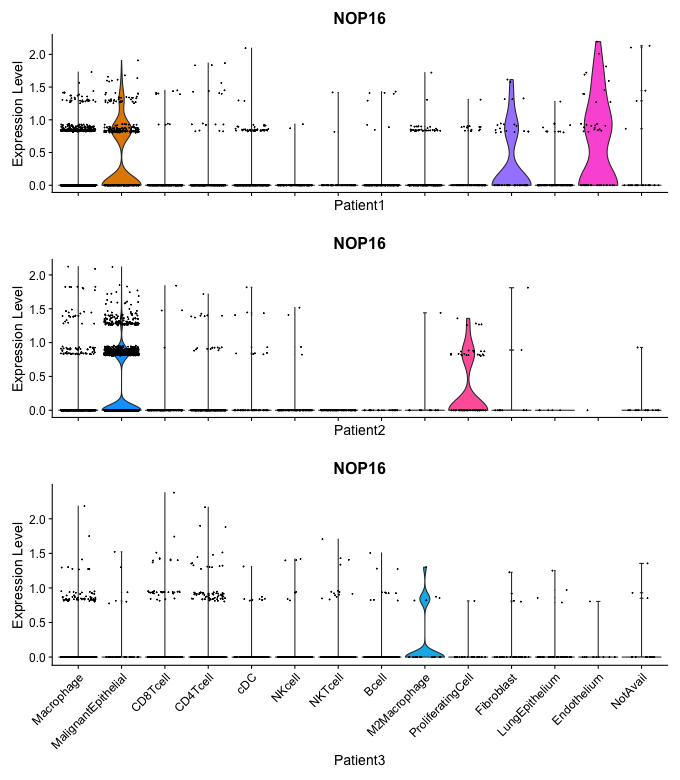 NOP16
Expression Level
2.0
1.5
1.0
0.5
0.0
Patient1
NOP16
Expression Level
2.0
1.5
1.0
0.5
0.0
Patient2
NOP16
Expression Level
2.0
1.5
1.0
0.5
0.0
Macrophage
MalignantEpithelial
CD8Tcell
CD4Tcell
cDC
NKcell
NKTcell
Bcell
M2Macrophage
ProliferatingCell
Fibroblast
LungEpithelium
Endothelium
NotAvail
Patient3